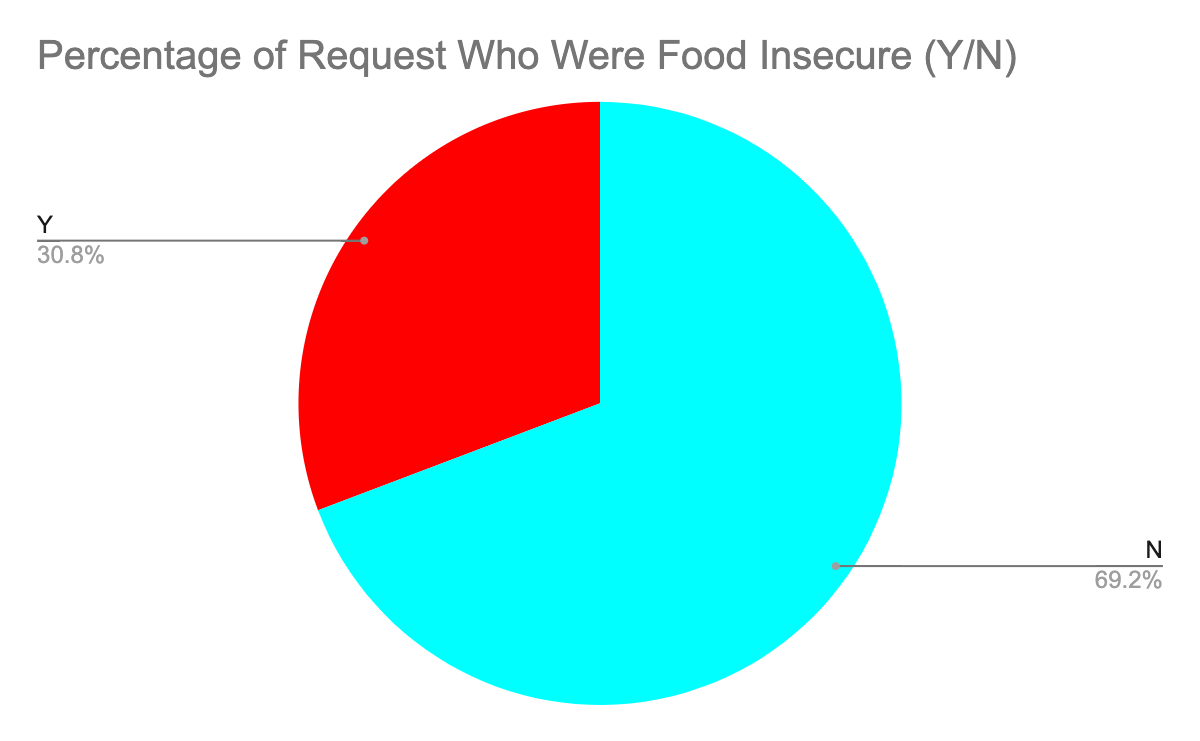 Percentage of Request Who Were Food Insecure (Y/N)
Y
30.8%
N
69.2%